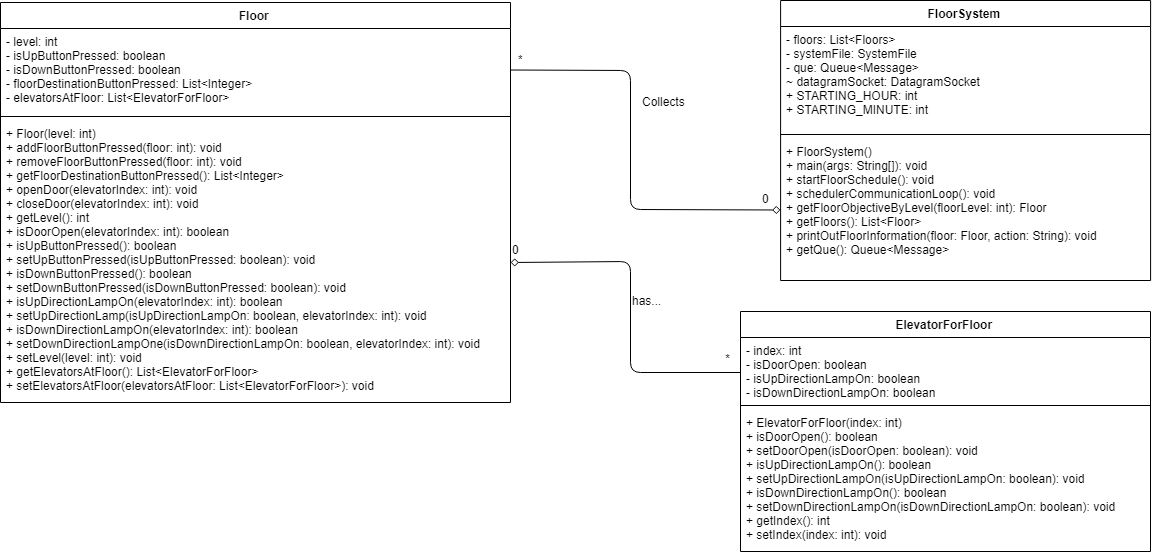 Floor
- level: int
- isUpButtonPressed: boolean
- isDownButtonPressed: boolean
- floorDestinationButtonPressed: List<Integer>
- elevatorsAtFloor: List<ElevatorForFloor>
+ Floor(level: int)
+ addFloorButtonPressed(floor: int): void
+ removeFloorButtonPressed(floor: int): void
+ getFloorDestinationButtonPressed(): List<Integer>
+ openDoor(elevatorIndex: int): void
+ closeDoor(elevatorIndex: int): void
+ getLevel(): int
+ isDoorOpen(elevatorIndex: int): boolean
+ isUpButtonPressed(): boolean
+ setUpButtonPressed(isUpButtonPressed: boolean): void
+ isDownButtonPressed(): boolean
+ setDownButtonPressed(isDownButtonPressed: boolean): void
+ isUpDirectionLampOn(elevatorIndex: int): boolean
+ setUpDirectionLamp(isUpDirectionLampOn: boolean, elevatorIndex: int): void
+ isDownDirectionLampOn(elevatorIndex: int): boolean
+ setDownDirectionLampOne(isDownDirectionLampOn: boolean, elevatorIndex: int): void
+ setLevel(level: int): void
+ getElevatorsAtFloor(): List<ElevatorForFloor>
+ setElevatorsAtFloor(elevatorsAtFloor: List<ElevatorForFloor>): void
*
Collects
0
FloorSystem
- floors: List<Floors>
- systemFile: SystemFile
- que: Queue<Message>
~ datagramSocket: DatagramSocket
+ STARTING_HOUR: int
+ STARTING_MINUTE: int
+ FloorSystem()
+ main(args: String[]): void
+ startFloorSchedule(): void
+ schedulerCommunicationLoop(): void
+ getFloorObjectiveByLevel(floorLevel: int): Floor
+ getFloors(): List<Floor>
+ printOutFloorInformation(floor: Floor, action: String): void
+ getQue(): Queue<Message>
0
has...
*
ElevatorForFloor
- index: int
- isDoorOpen: boolean
- isUpDirectionLampOn: boolean
- isDownDirectionLampOn: boolean
+ ElevatorForFloor(index: int)
+ isDoorOpen(): boolean
+ setDoorOpen(isDoorOpen: boolean): void
+ isUpDirectionLampOn(): boolean
+ setUpDirectionLampOn(isUpDirectionLampOn: boolean): void
+ isDownDirectionLampOn(): boolean
+ setDownDirectionLampOn(isDownDirectionLampOn: boolean): void
+ getIndex(): int
+ setIndex(index: int): void